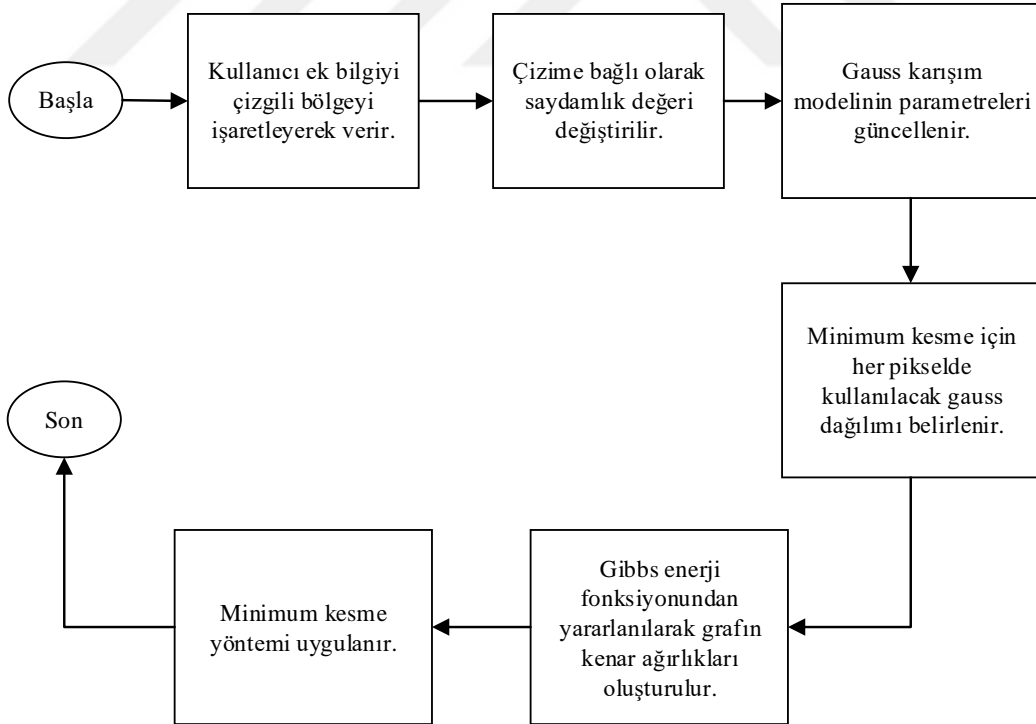 Başla
Kullanıcı ek bilgiyi
çizgili bölgeyi
işaretleyerek verir.
Çizime bağlı olarak
saydamlık değeri
değiştirilir.
Gauss karışım
modelinin parametreleri
güncellenir.
Minimum kesme için
her pikselde
kullanılacak gauss
dağılımı belirlenir.
Gibbs enerji
fonksiyonundan
yararlanılarak grafın
kenar ağırlıkları
oluşturulur.
Minimum kesme
yöntemi uygulanır.
Son